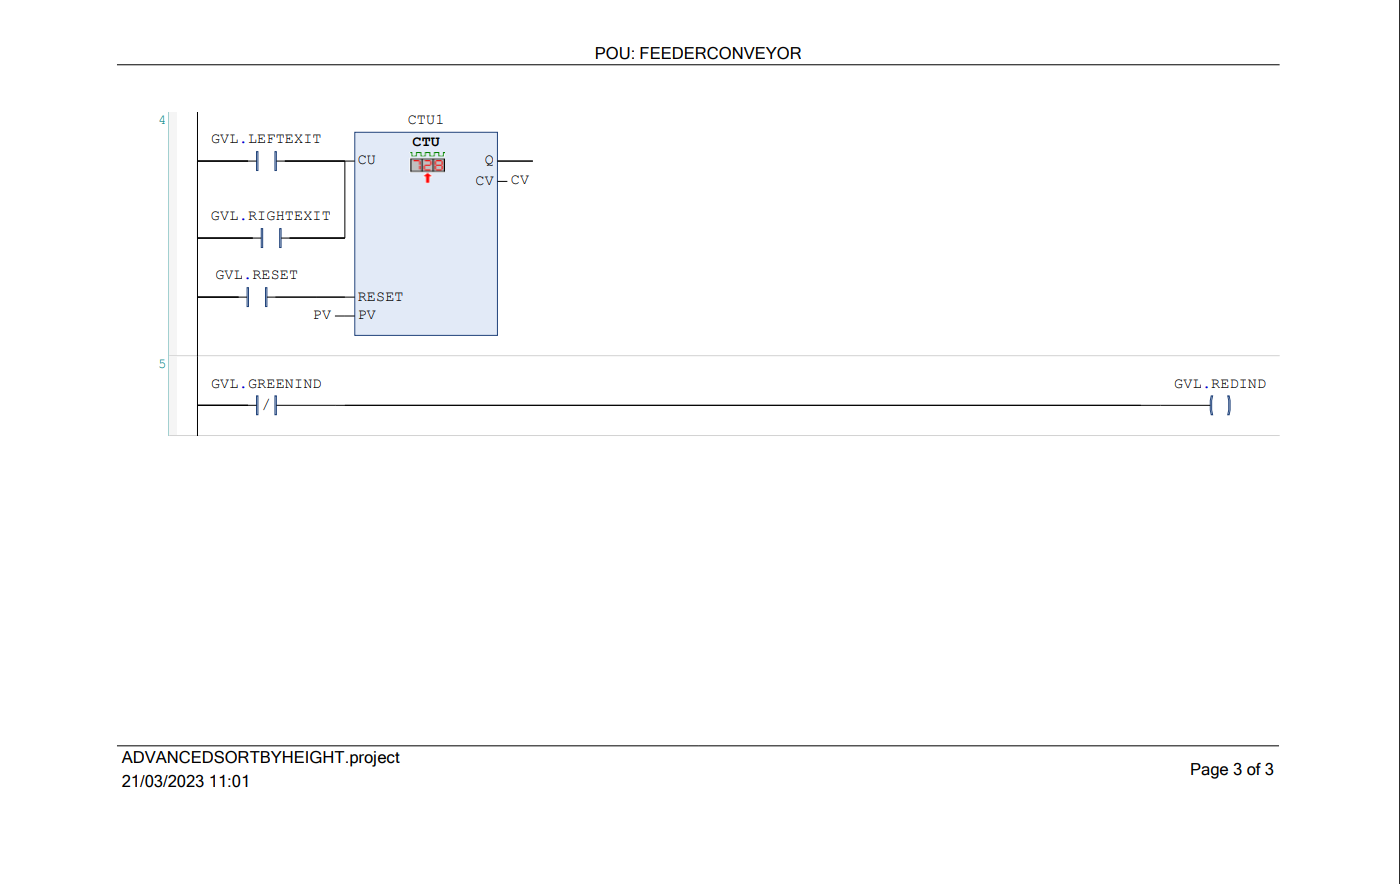 POU: FEEDERCONVEYOR
4
CTU1
GVL.LEFTEXIT
CTU
728
CU
Q
CV CV
GVL.RIGHTEXIT
GVL.RESET
RESET
PV PV
5
GVL.GREENIND
GVL.REDIND
/
ADVANCEDSORTBYHEIGHT.project
21/03/2023 11:01
Page 3 of 3